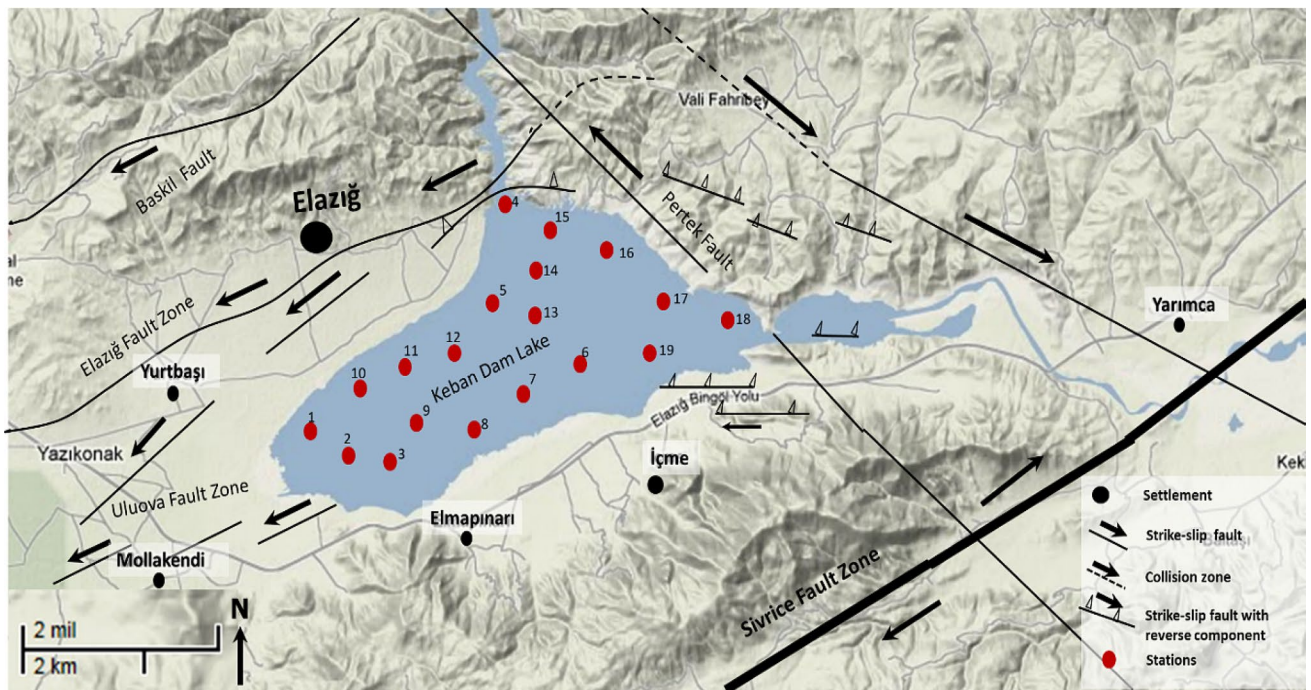 Vali Fahribey
Baskil Fault
Elazığ
4
15
16
Pertek Fault
14
5
13
17
18
Yarımca
Elazığ Fault Zone
12
11
Keban Dam Lake
6
19
Yurtbaşı
10
7
Elazığ Bingöl Yolu
1
9
8
2
3
Yazıkonak
İçme
Uluova Fault Zone
Elmapınarı
Mollakendi
Sivrice Fault Zone
N
2 mil
2 km
Settlement
Strike-slip fault
Collision zone
Strike-slip fault with
reverse component
Stations